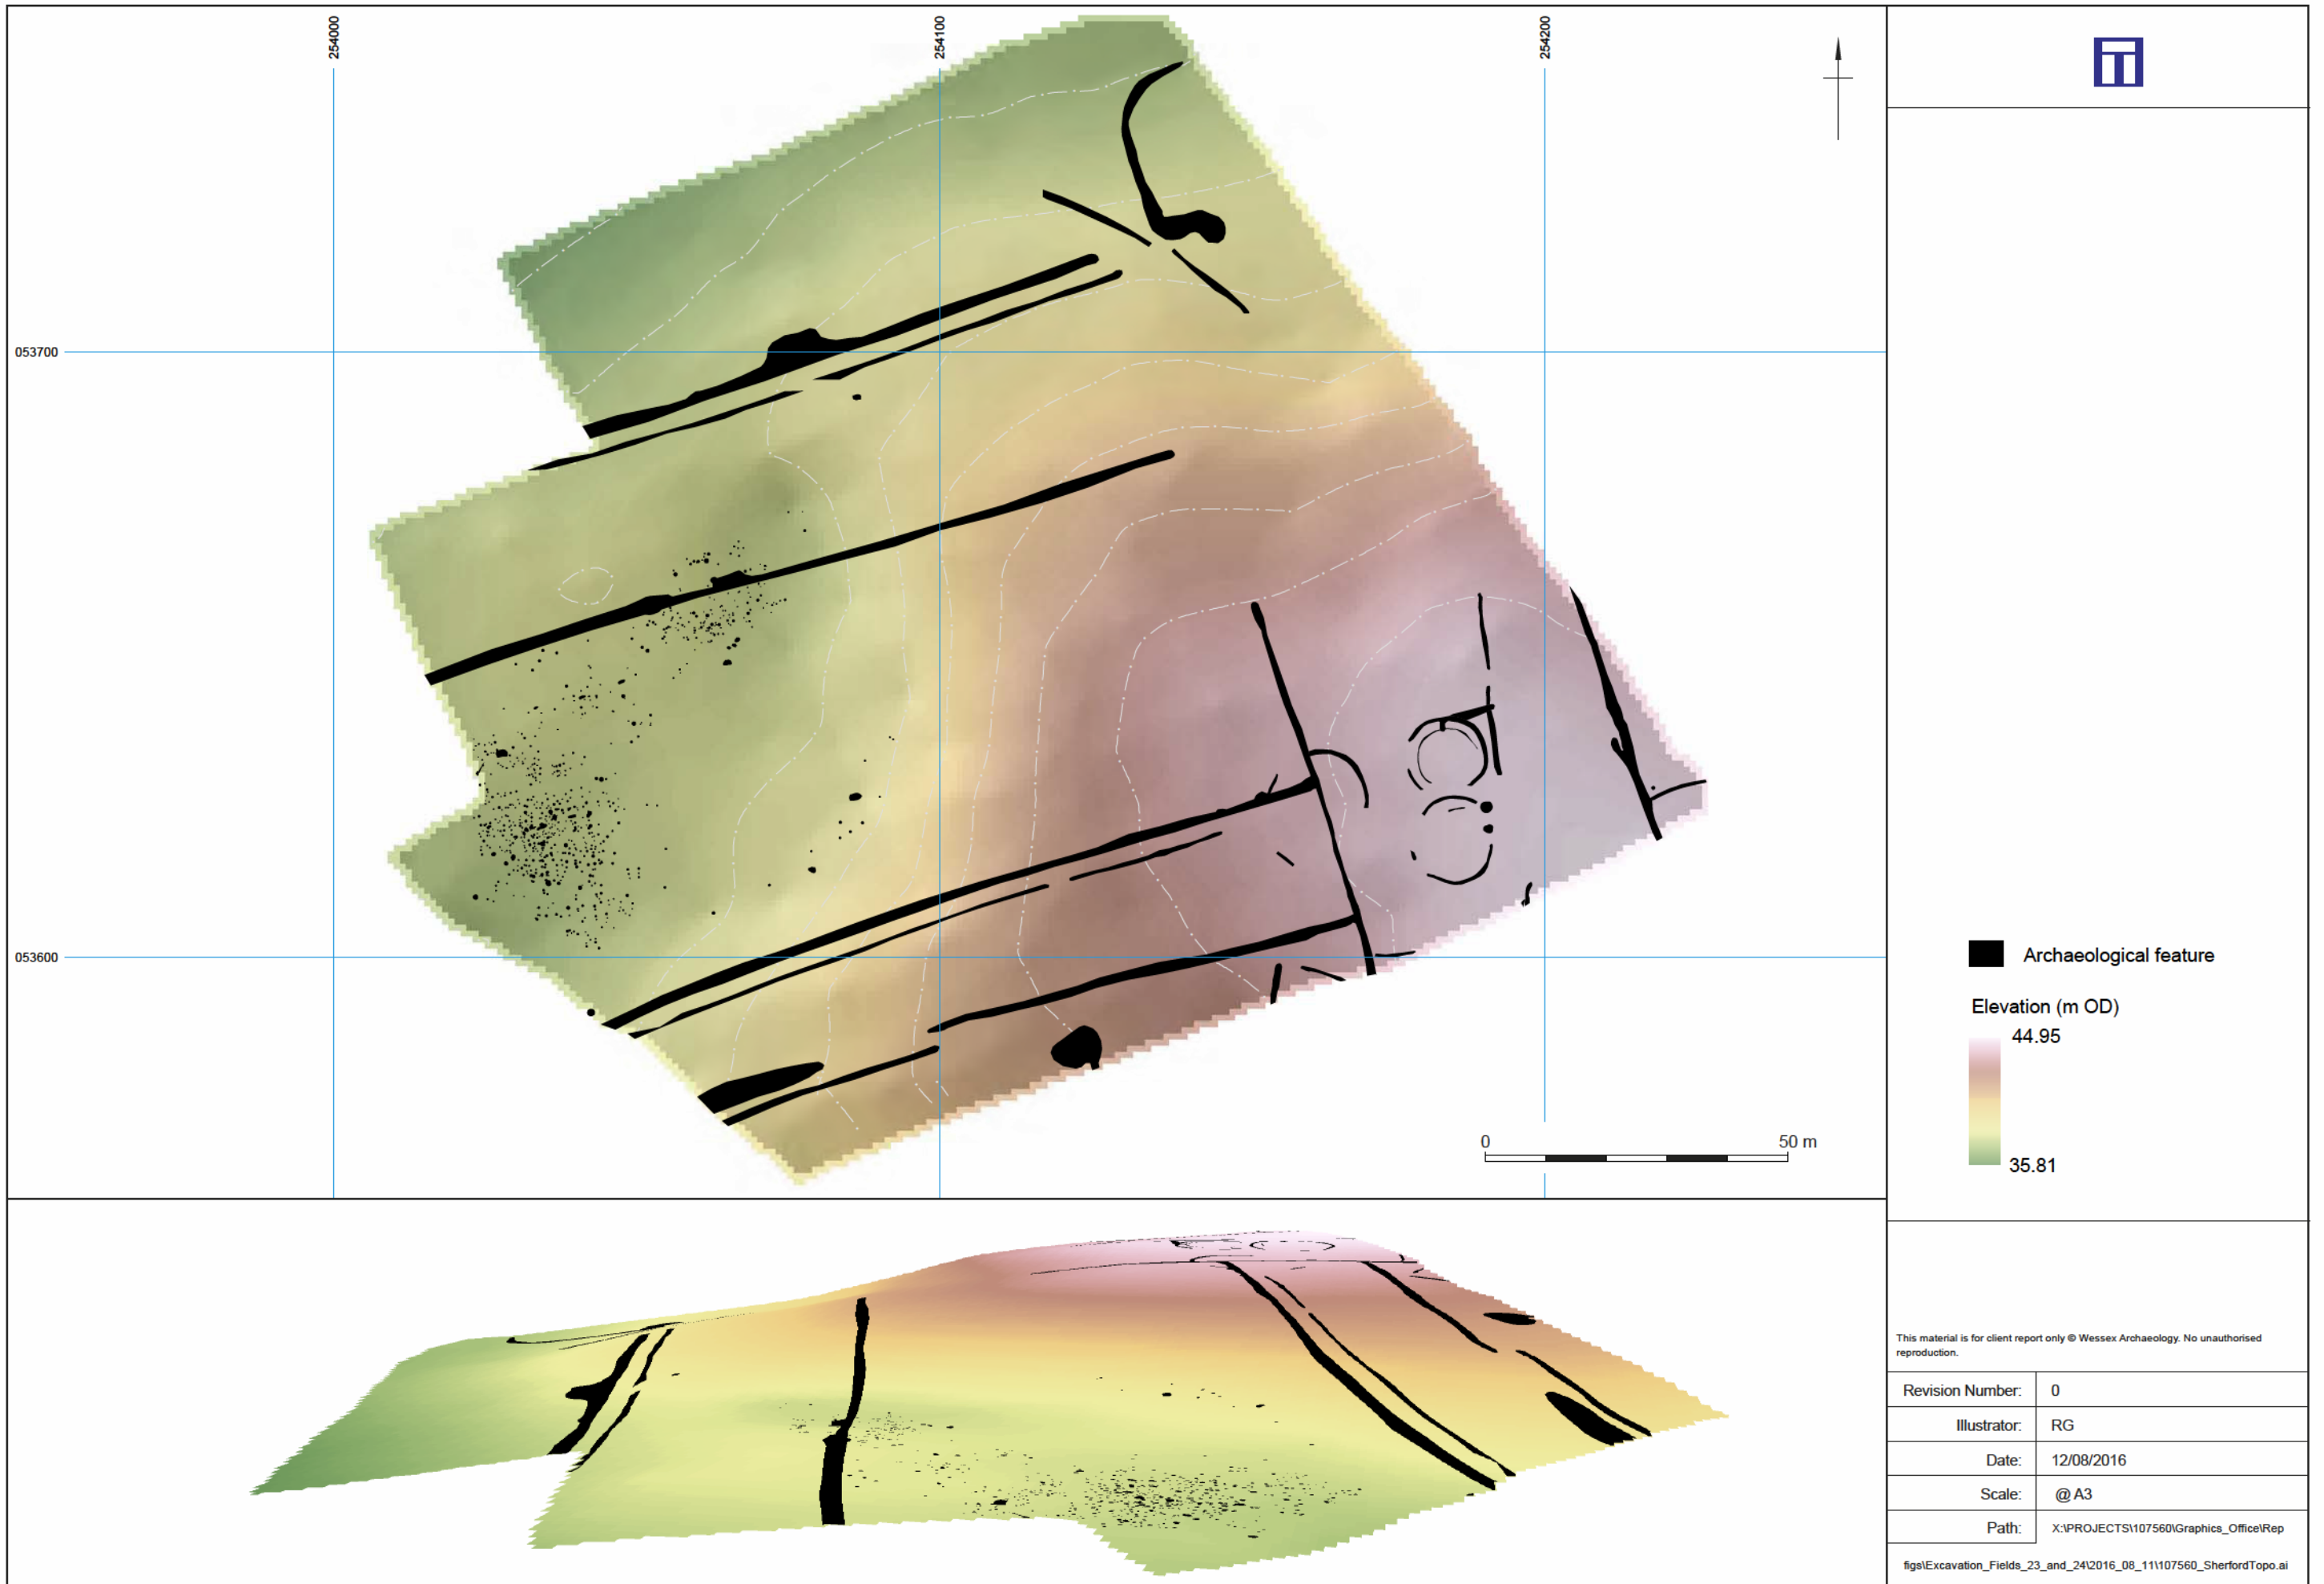 254000
254100
254200
053700
053600
0 50 m
Archaeological feature
Elevation (m OD)
44.95
35.81
This material is for client report only © Wessex Archaeology. No unauthorised
reproduction.
Revision Number: 0
Illustrator: RG
Date: 12/08/2016
Scale: @ A3
Path: X:\PROJECTS\107560\Graphics_Office\Rep
figs\Excavation_Fields_23_and_24\2016_08_11\107560_SherfordTopo.ai